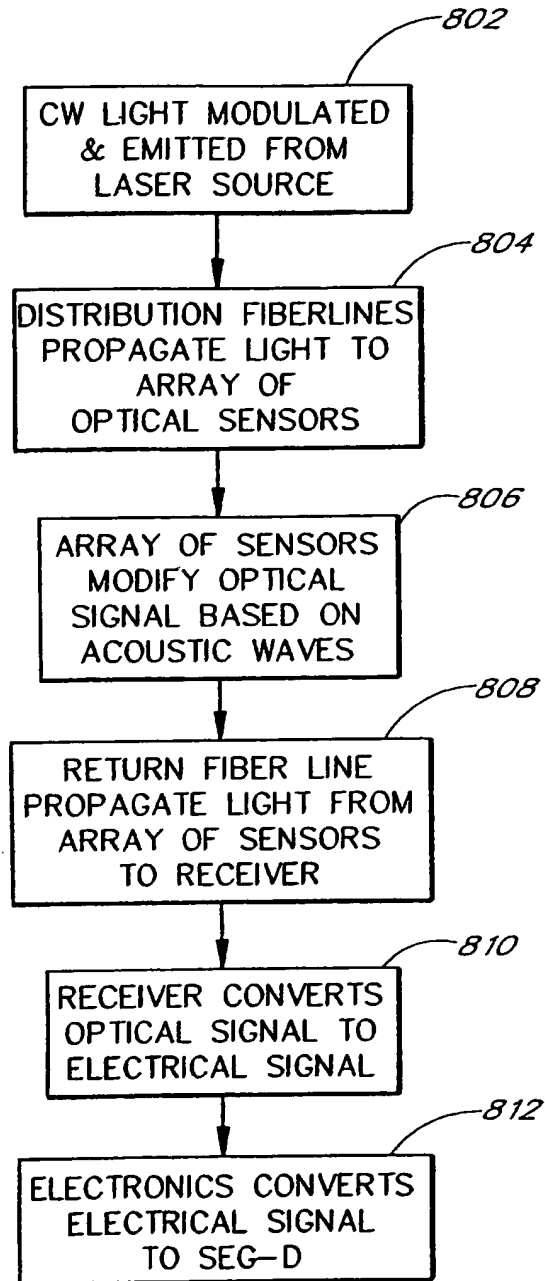 802
CW LIGHT MODULATED
& EMITTED FROM
LASER SOURCE
804
DISTRIBUTION FIBERLINES
PROPAGATE LIGHT TO
ARRAY OF
OPTICAL SENSORS
806
ARRAY OF SENSORS
MODIFY OPTICAL
SIGNAL BASED ON
ACOUSTIC WAVES
808
RETURN FIBER LINE
PROPAGATE LIGHT FROM
ARRAY OF SENSORS
TO RECEIVER
810
RECEIVER CONVERTS
OPTICAL SIGNAL TO
ELECTRICAL SIGNAL
812
ELECTRONICS CONVERTS
ELECTRICAL SIGNAL
TO SEG-D